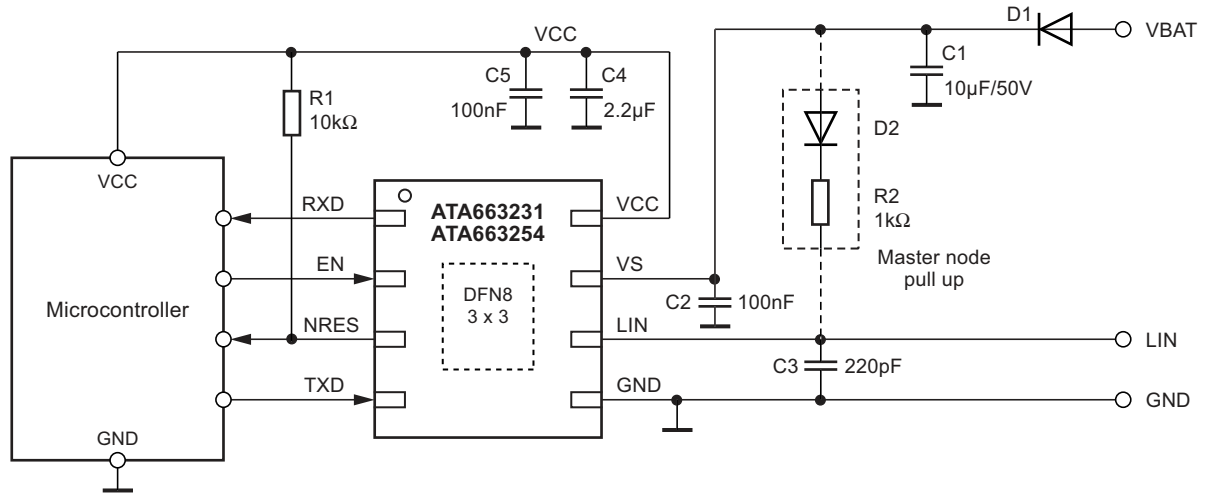 D1
VBAT
VCC
C1
10µF/50V
C5
100nF
C4
2.2µF
R1
10kΩ
D2
VCC
RXD
ATA663231
ATA663254
VCC
R2
1kΩ
EN
VS
Master node
pull up
Microcontroller
DFN8
3 x 3
C2
100nF
NRES
LIN
LIN
C3
220pF
TXD
GND
GND
GND